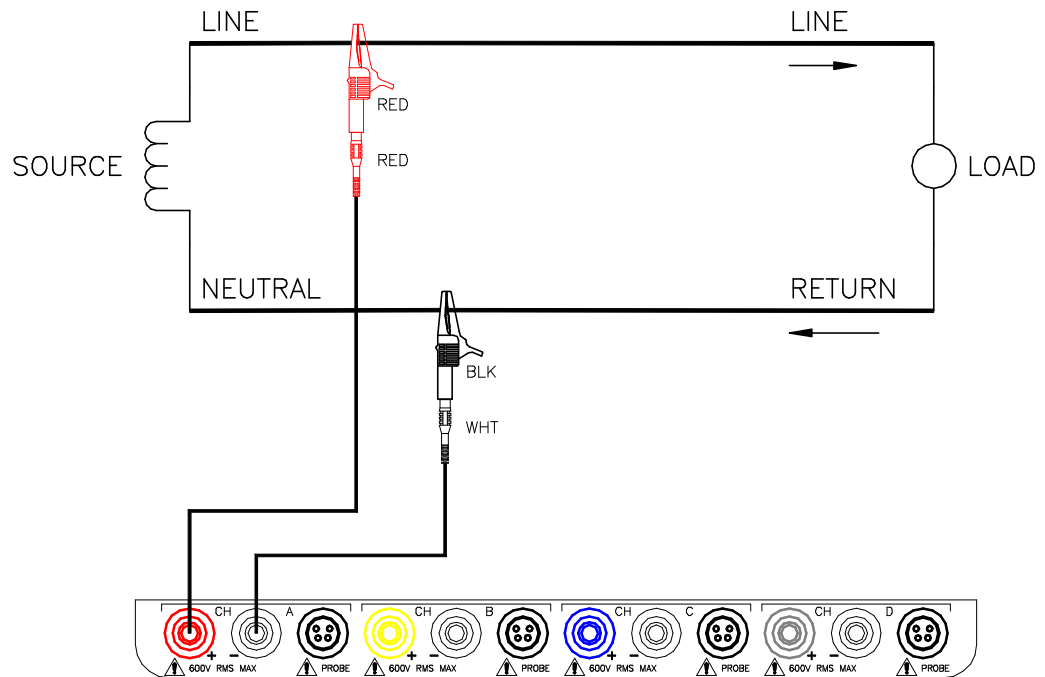 LINE LINE
RED
RED
SOURCE LOAD
NEUTRAL RETURN
BLK
WHT
CH A CH B CH C CH D
+ − + − + − + −
! 600V RMS MAX ! PROBE ! 600V RMS MAX ! PROBE ! 600V RMS MAX ! PROBE ! 600V RMS MAX ! PROBE